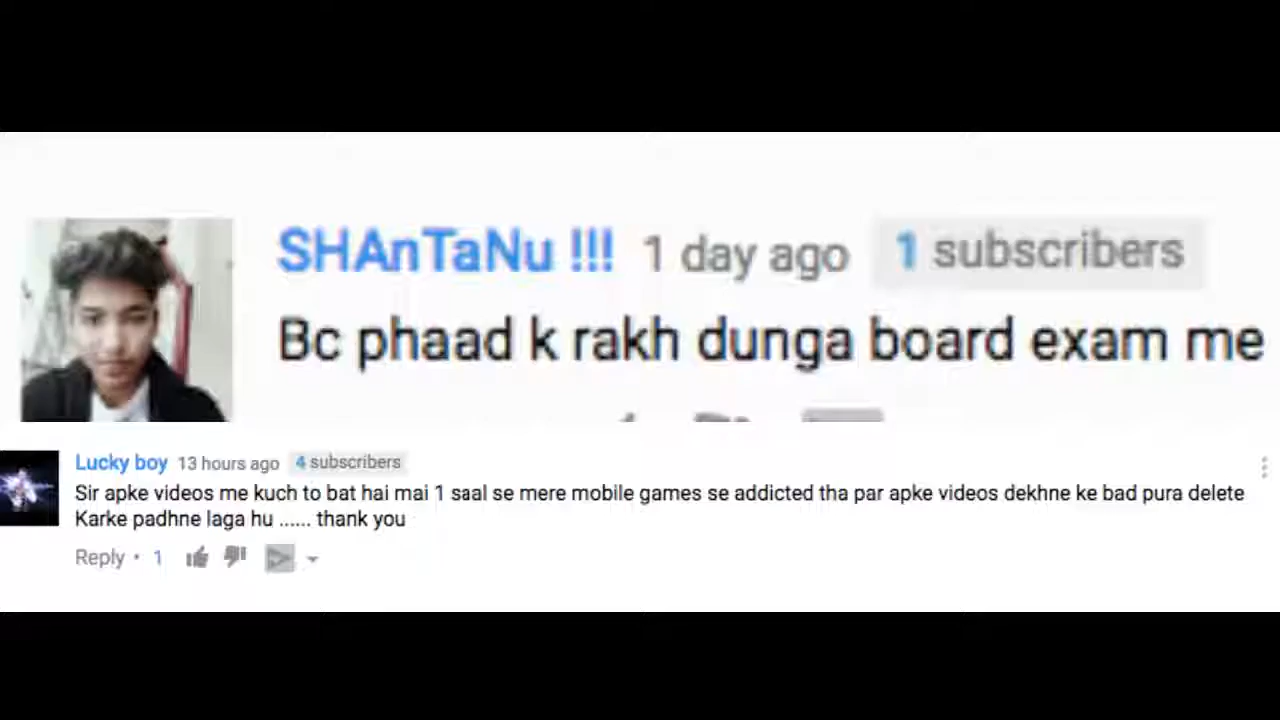 SHAnTaNu !!! 1 day ago 1 subscribers
Bc phaad k rakh dunga board exam me
Lucky boy 13 hours ago 4 subscribers
Sir apke videos me kuch to bat hai mai 1 saal se mere mobile games se addicted tha par apke videos dekhne ke bad pura delete
Karke padhne laga hu ...... thank you
Reply • 1